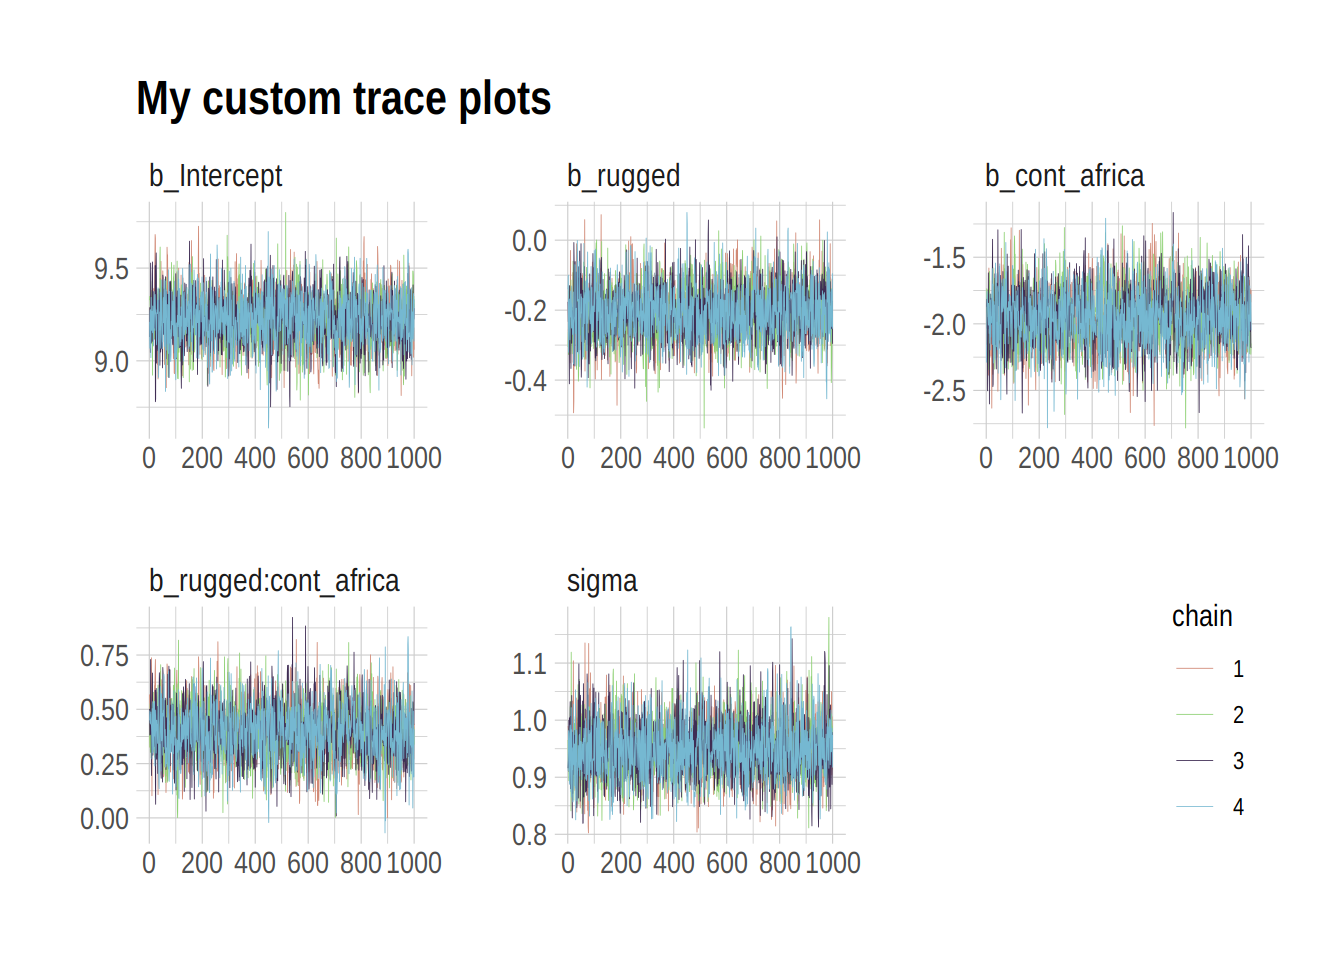 My custom trace plots
b_Intercept
b_rugged
b_cont_africa
9.5
9.0
0 200 400 600 800 1000
0.0
-0.2
-0.4
0 200 400 600 800 1000
-1.5
-2.0
-2.5
0 200 400 600 800 1000
b_rugged:cont_africa
sigma
0.75
0.50
0.25
0.00
0 200 400 600 800 1000
1.1
1.0
0.9
0.8
0 200 400 600 800 1000
chain
1
2
3
4